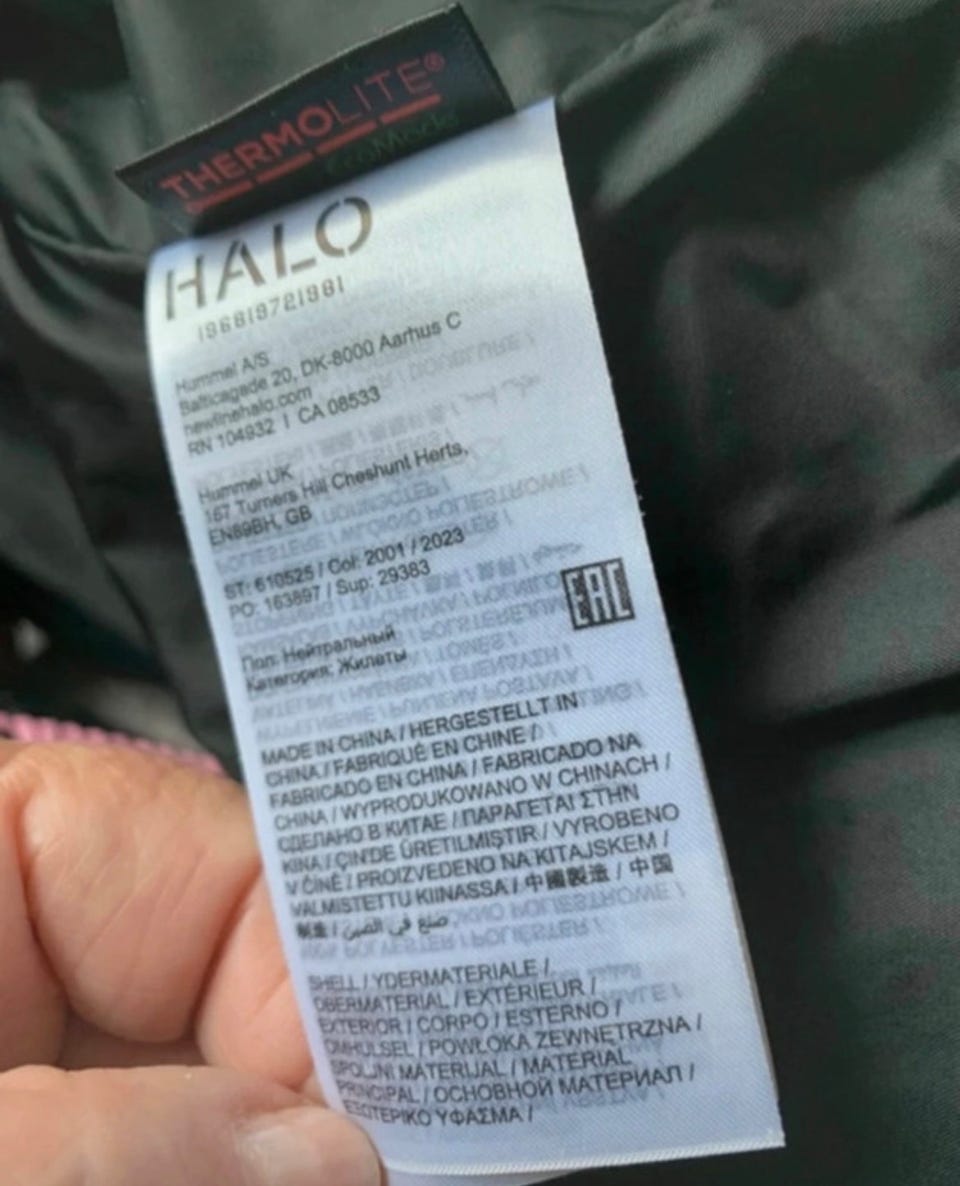 THERMOLITE®
EcoMade
HALO
196819721981
Hummel A/S
Balticagade 20, DK-8000 Aarhus C
newlinehalo.com
RN 104932 | CA 08533
Hummel UK
167 Turners Hill Cheshunt Herts,
EN89BH, GB
ST: 610525 / Col: 2001 / 2023
PO: 163897 / Sup: 29383
EAC
Пол: Нейтральный
Категория: Жилеты
MADE IN CHINA / HERGESTELLT IN
CHINA / FABRIQUÉ EN CHINE /
FABRICADO EN CHINA / FABRICADO NA
CHINA / WYPRODUKOWANO W CHINACH /
СДЕЛАНО В КИТАЕ / ΠΑΡΑΓΕΤΑΙ ΣΤΗΝ
ΚΙΝΑ / ÇIN'DE ÜRETILMIŞTIR / VYROBENO
V ČÍNĚ / PROIZVEDENO NA KITAJSKEM /
VALMISTETTU KIINASSA / 中國製造 / 中国
制造 / صنع في الصين
SHELL / YDERMATERIALE /
OBERMATERIAL / EXTÉRIEUR /
EXTERIOR / CORPO / ESTERNO /
OMHULSEL / POWŁOKA ZEWNĘTRZNA /
SPOLJNI MATERIJAL / MATERIAL
PRINCIPAL / ОСНОВНОЙ МАТЕРИАЛ /
ΕΞΩΤΕΡΙΚΟ ΥΦΑΣΜΑ /